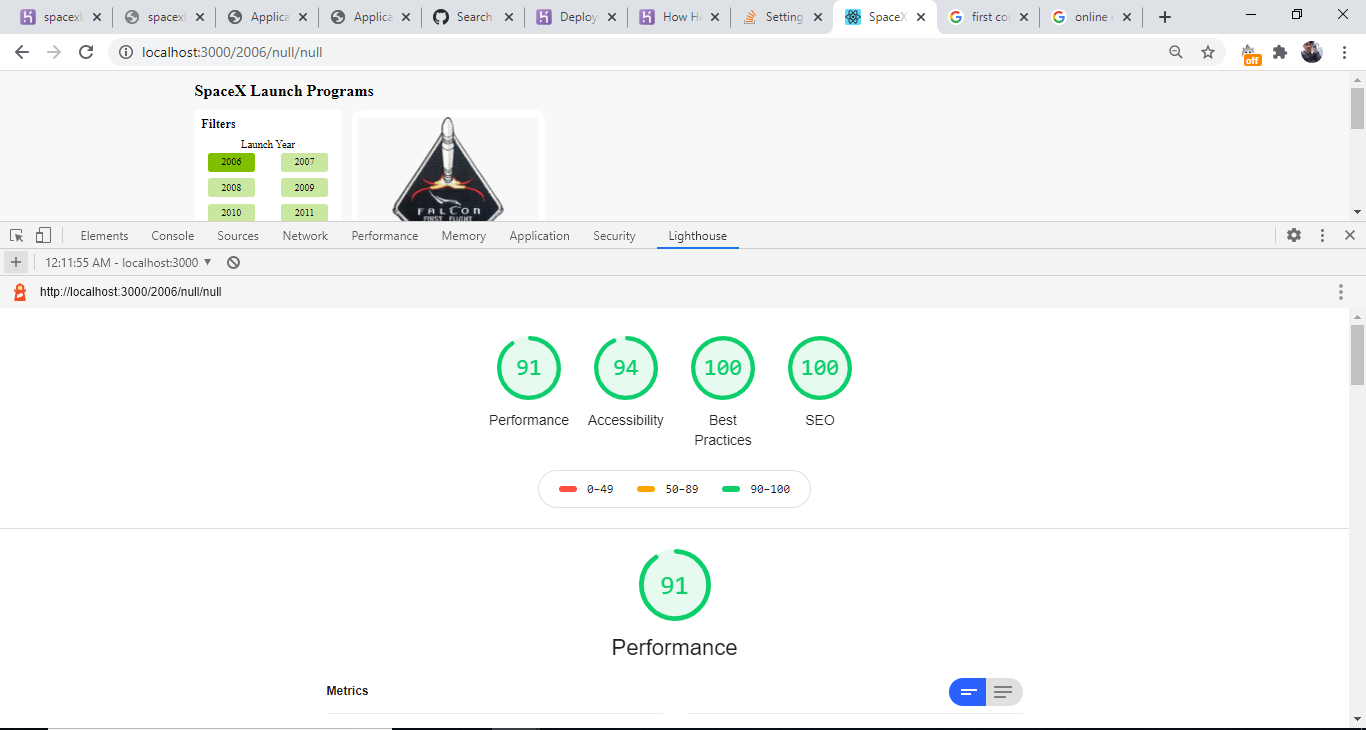 spacexl
spacexl
Applica
Applica
Search
Deploy
How He
Setting
SpaceX
first con
online c
localhost:3000/2006/null/null
off
SpaceX Launch Programs
Filters
Launch Year
2006 2007
2008 2009
2010 2011
FALCON
FIRST FLIGHT
Elements Console Sources Network Performance Memory Application Security Lighthouse
12:11:55 AM - localhost:3000
http://localhost:3000/2006/null/null
91 94 100 100
Performance Accessibility Best Practices SEO
0–49 50–89 90–100
91
Performance
Metrics